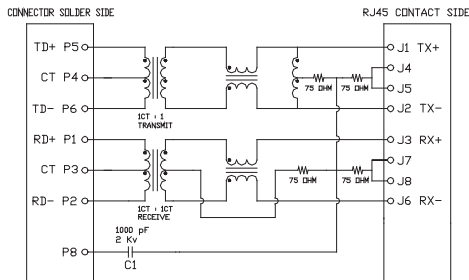 CONNECTOR SOLDER SIDE
RJ45 CONTACT SIDE
TD+ P5
J1 TX+
J4
CT P4
75 OHM
75 OHM
J5
TD- P6
J2 TX-
1CT : 1
TRANSMIT
RD+ P1
J3 RX+
J7
CT P3
75 OHM
75 OHM
J8
RD- P2
J6 RX-
1CT : 1CT
RECEIVE
1000 pF
2 Kv
P8
C1